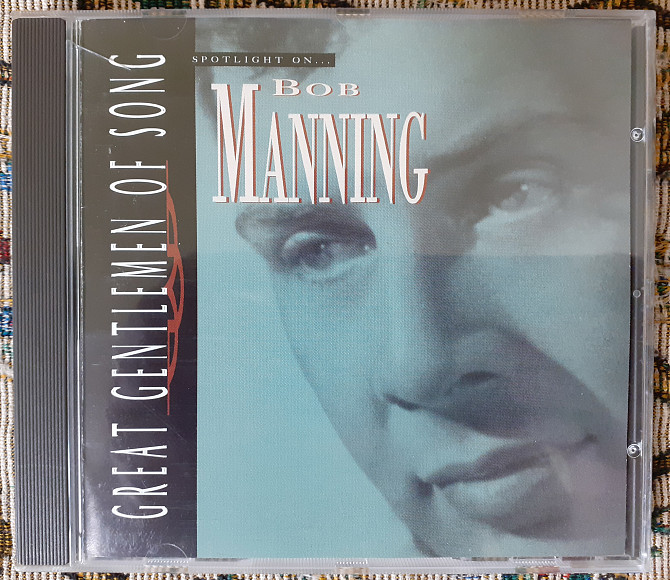 GREAT GENTLEMEN OF SONG
SPOTLIGHT ON...
BOB
MANNING